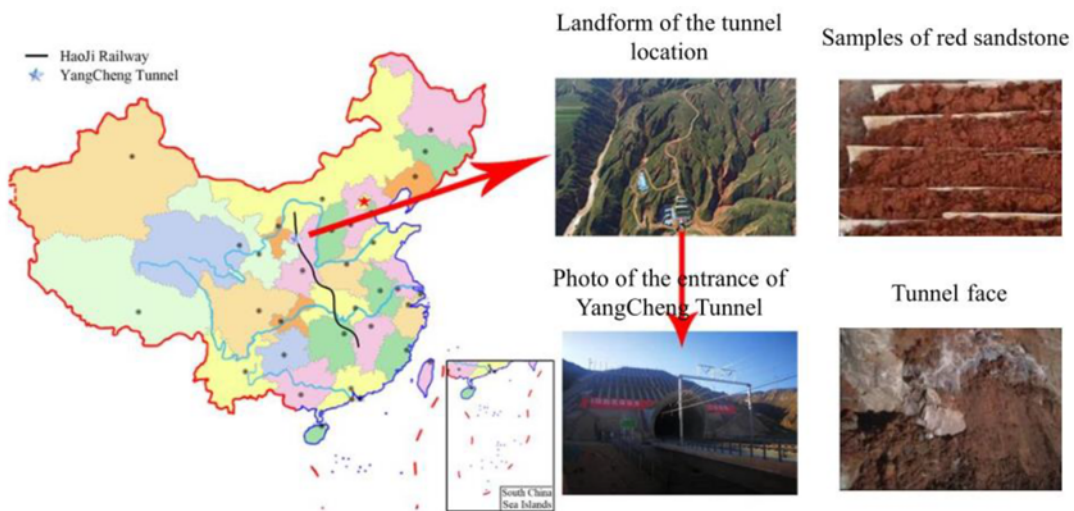 HaoJi Railway
YangCheng Tunnel
Landform of the tunnel
location
Samples of red sandstone
Photo of the entrance of
YangCheng Tunnel
Tunnel face
South China
Sea Islands